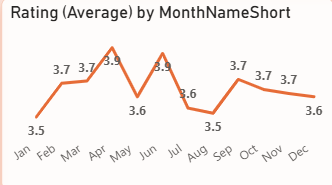 Rating (Average) by MonthNameShort
3.5
3.7
3.7
3.9
3.6
3.9
3.6
3.5
3.7
3.7
3.7
3.6
Jan
Feb
Mar
Apr
May
Jun
Jul
Aug
Sep
Oct
Nov
Dec